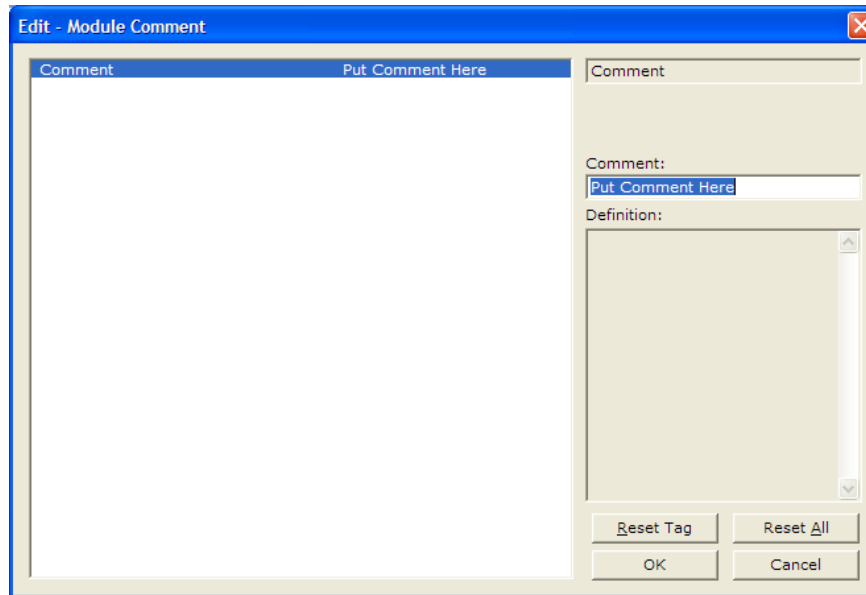 Edit - Module Comment
Comment Put Comment Here
Comment
Comment:
Put Comment Here
Definition:
Reset Tag Reset All
OK Cancel